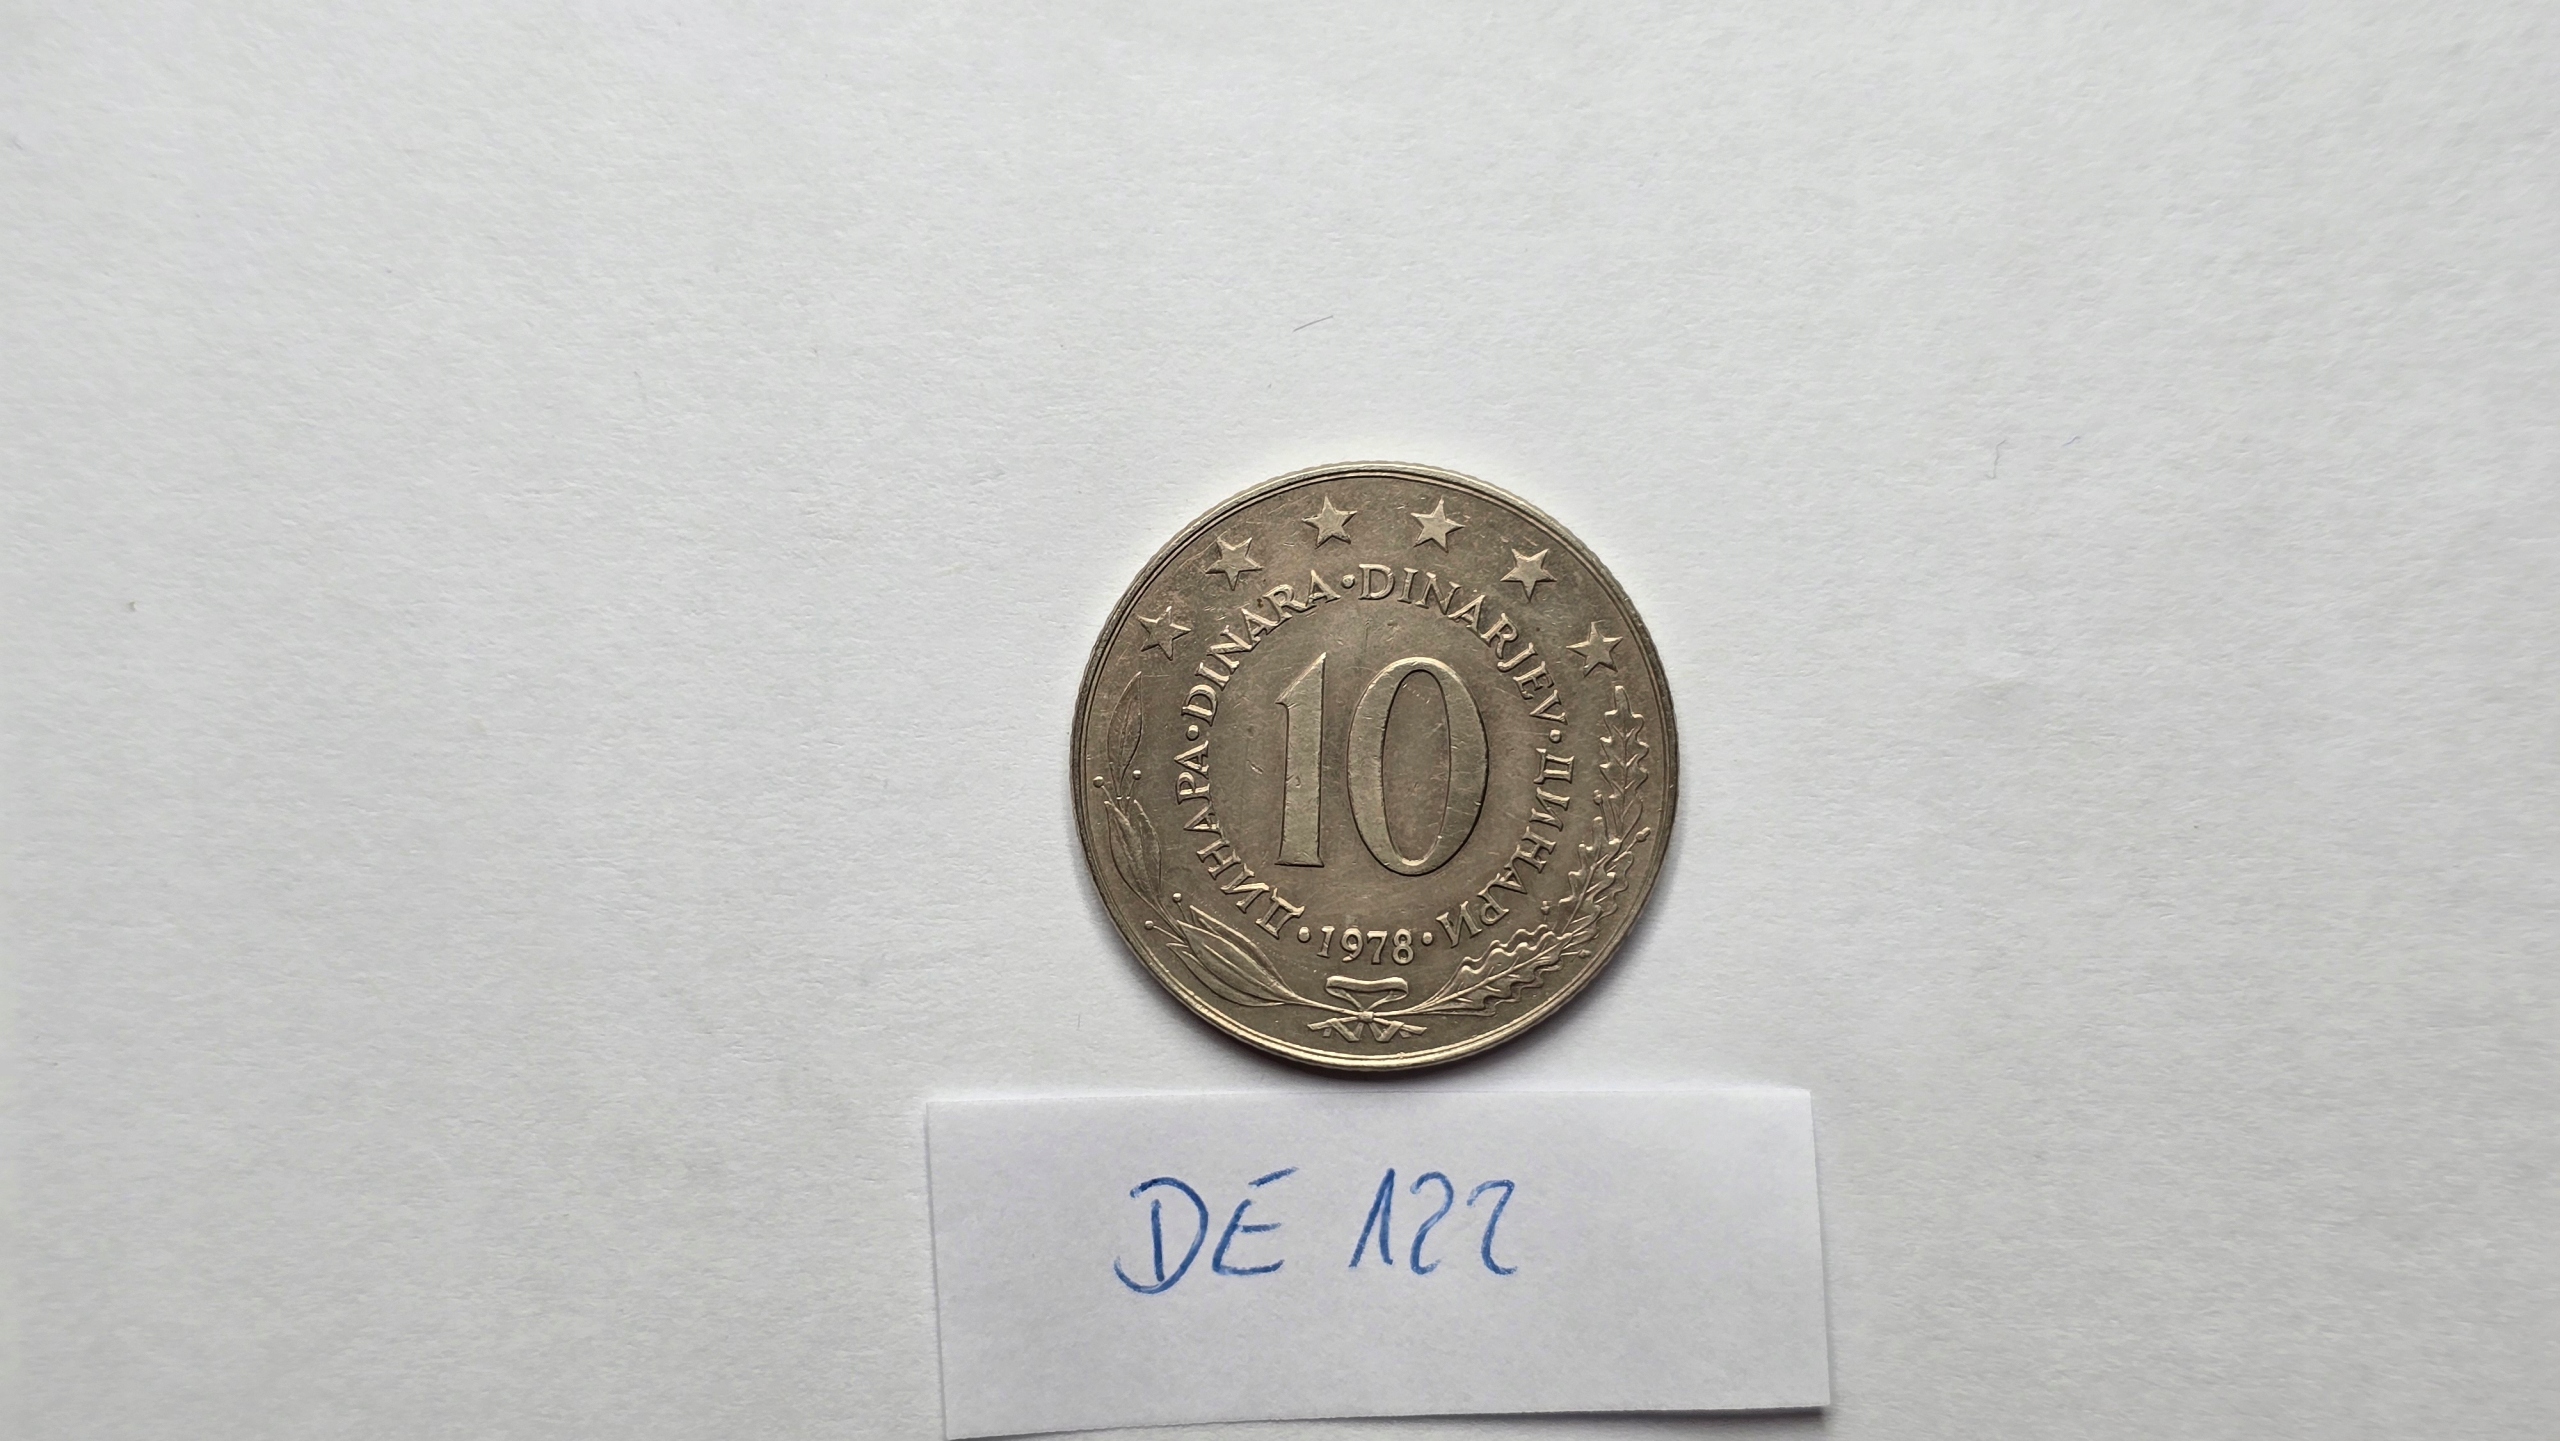 ДИНАРА • DINARA • DINARJEV • ДИНАРИ
10
• 1978 •
DE 122